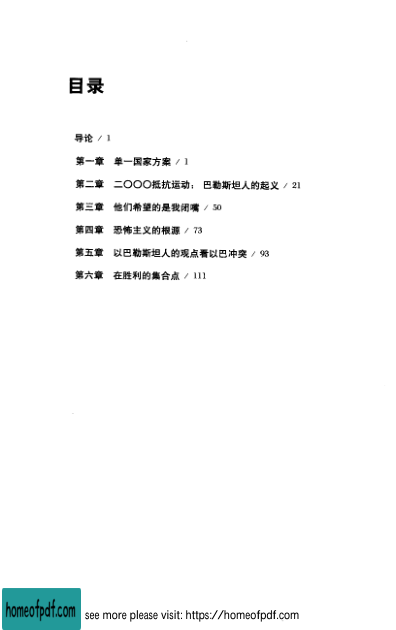 目录
导论 / 1
第一章 单一国家方案 / 1
第二章 二〇〇〇抵抗运动：巴勒斯坦人的起义 / 21
第三章 他们希望的是我闭嘴 / 50
第四章 恐怖主义的根源 / 73
第五章 以巴勒斯坦人的观点看以巴冲突 / 93
第六章 在胜利的集合点 / 111
homeofpdf.com
see more please visit: https://homeofpdf.com